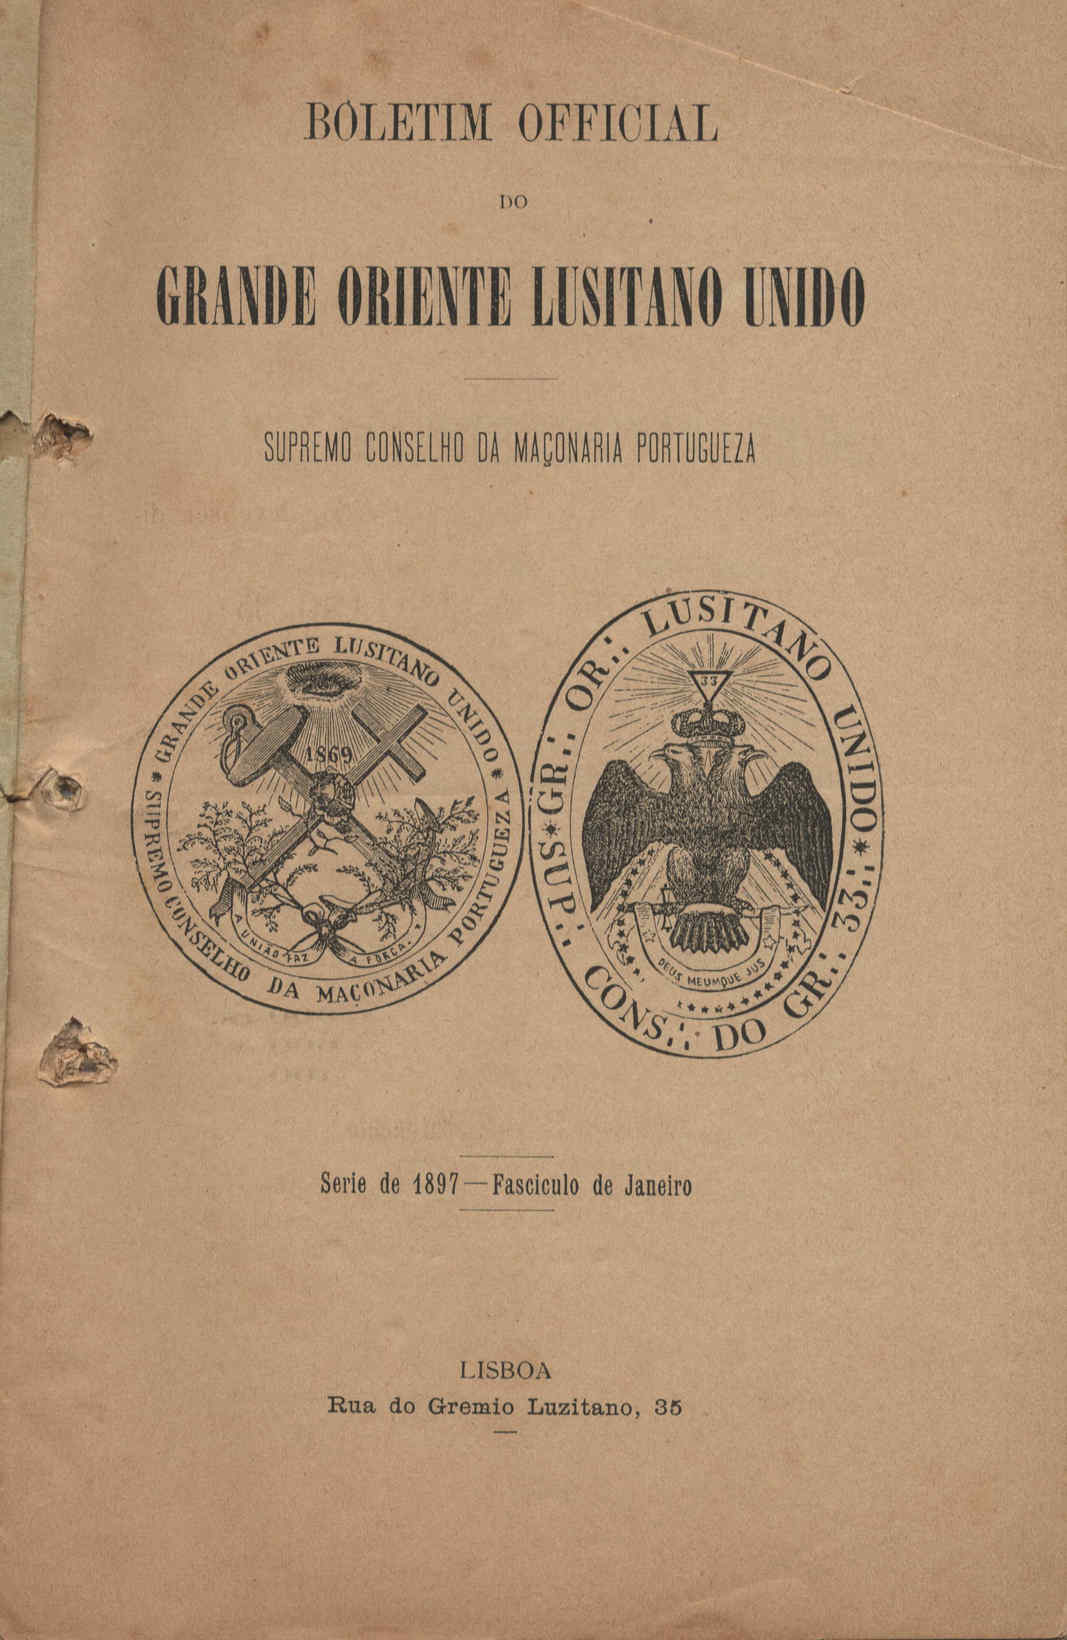 BOLETIM OFFICIAL
DO
GRANDE ORIENTE LUSITANO UNIDO
SUPREMO CONSELHO DA MAÇONARIA PORTUGUEZA
* GRANDE ORIENTE LUSITANO UNIDO *
SUPREMO CONSELHO DA MAÇONARIA PORTUGUEZA
1869
A UNIÃO FAZ A FORÇA.
GR∴ OR∴ LUSITANO UNIDO *
SUP∴ CONS∴ DO GR∴ 33∴ *
33
DEUS MEUMQUE JUS
Serie de 1897—Fasciculo de Janeiro
LISBOA
Rua do Gremio Luzitano, 35